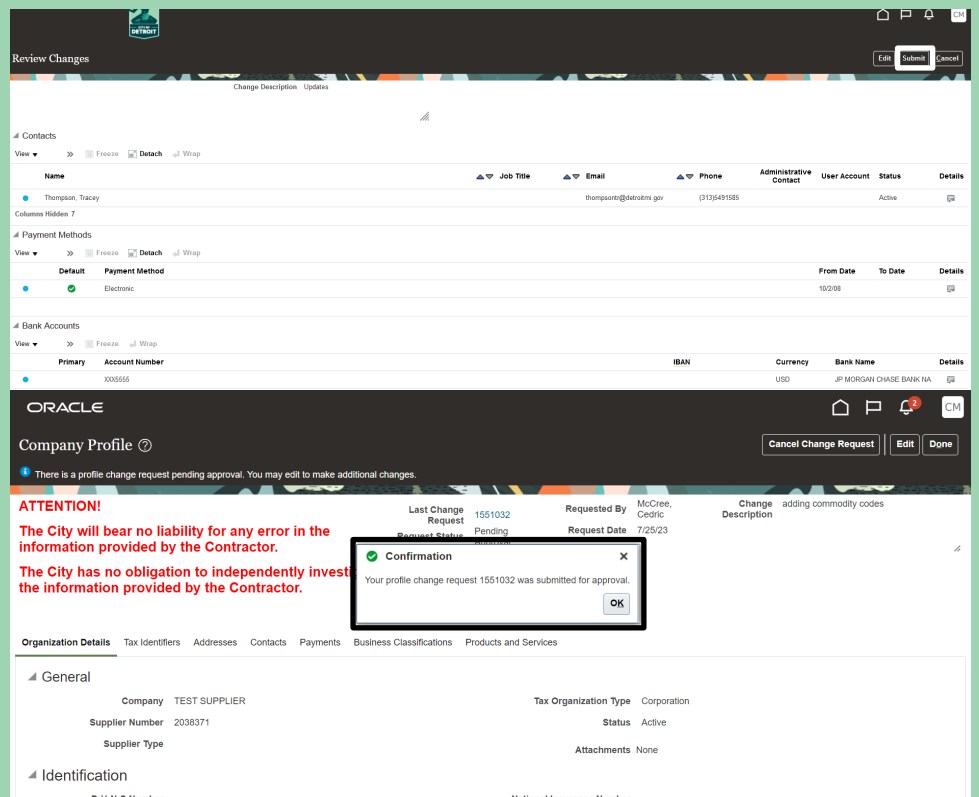 CITY OF
DETROIT
CM
Review Changes
Edit Submit Cancel
Change Description Updates
Contacts
View Freeze Detach Wrap
Name Job Title Email Phone Administrative Contact User Account Status Details
Thompson, Tracey thompsontr@detroitmi.gov (313)5491585 Active
Columns Hidden 7
Payment Methods
View Freeze Detach Wrap
Default Payment Method From Date To Date Details
Electronic 10/2/08
Bank Accounts
View Freeze Wrap
Primary Account Number IBAN Currency Bank Name Details
XXX5555 USD JP MORGAN CHASE BANK NA
ORACLE 2 CM
Company Profile ? Cancel Change Request Edit Done
There is a profile change request pending approval. You may edit to make additional changes.
ATTENTION!
The City will bear no liability for any error in the
information provided by the Contractor.
The City has no obligation to independently investi
the information provided by the Contractor.
Last Change Request 1551032
Requested By McCree, Cedric
Change Description adding commodity codes
Request Status Pending
Request Date 7/25/23
Confirmation
Your profile change request 1551032 was submitted for approval.
OK
Organization Details Tax Identifiers Addresses Contacts Payments Business Classifications Products and Services
General
Company TEST SUPPLIER Tax Organization Type Corporation
Supplier Number 2038371 Status Active
Supplier Type
Attachments None
Identification